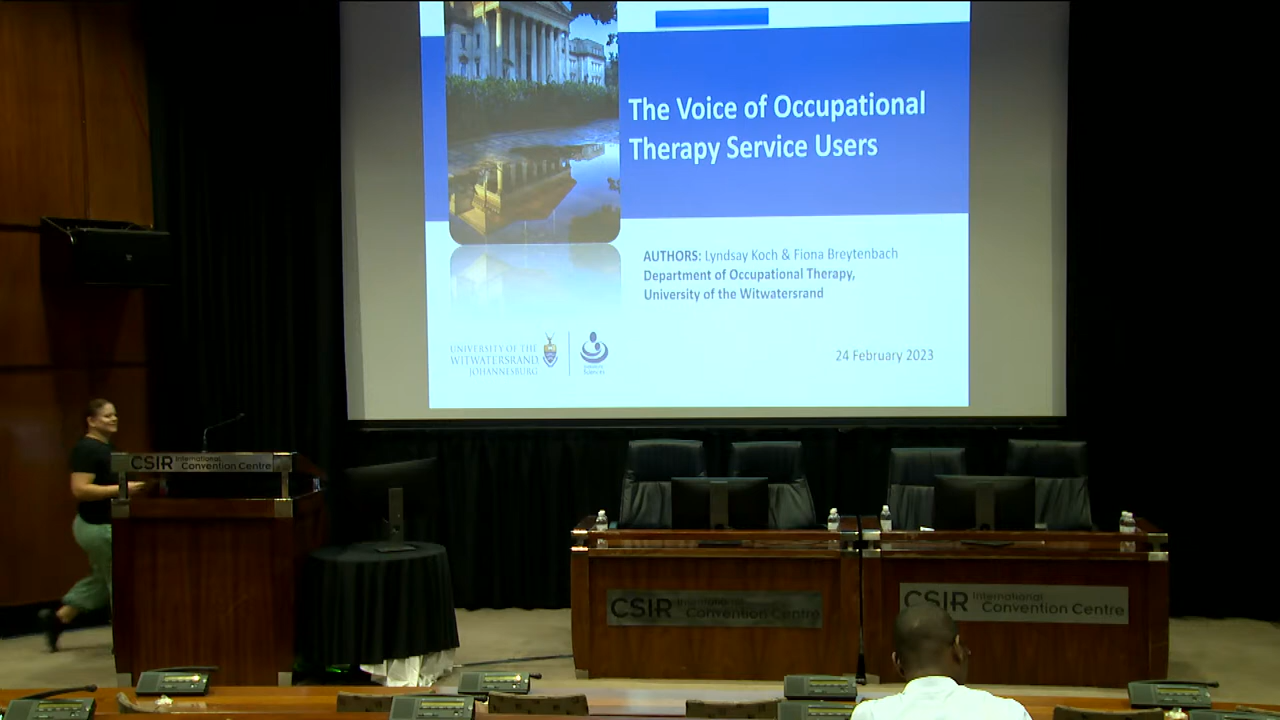 The Voice of Occupational
Therapy Service Users
AUTHORS: Lyndsay Koch & Fiona Breytenbach
Department of Occupational Therapy,
University of the Witwatersrand
UNIVERSITY OF THE
WITWATERSRAND
JOHANNESBURG
24 February 2023
CSIR International
Convention Centre
CSIR International
Convention Centre
CSIR International
Convention Centre